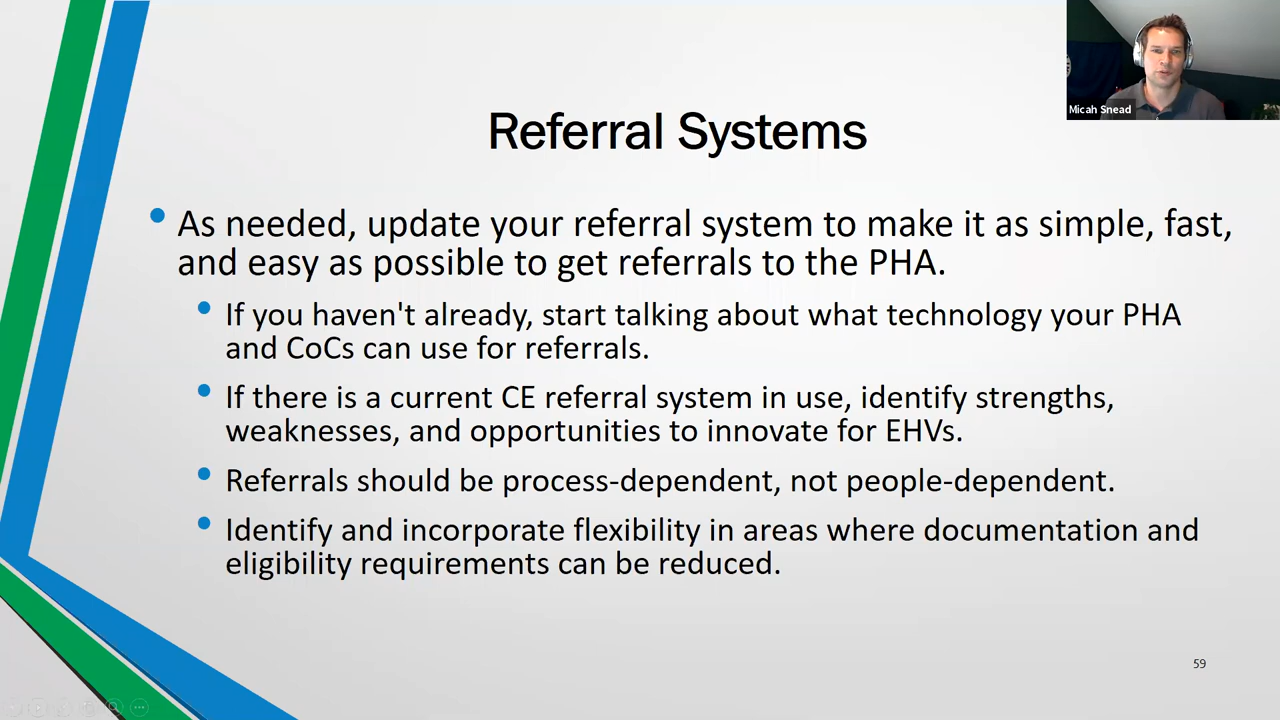 Micah Snead
Referral Systems
As needed, update your referral system to make it as simple, fast,
and easy as possible to get referrals to the PHA.
If you haven't already, start talking about what technology your PHA
and CoCs can use for referrals.
If there is a current CE referral system in use, identify strengths,
weaknesses, and opportunities to innovate for EHVs.
Referrals should be process-dependent, not people-dependent.
Identify and incorporate flexibility in areas where documentation and
eligibility requirements can be reduced.
59